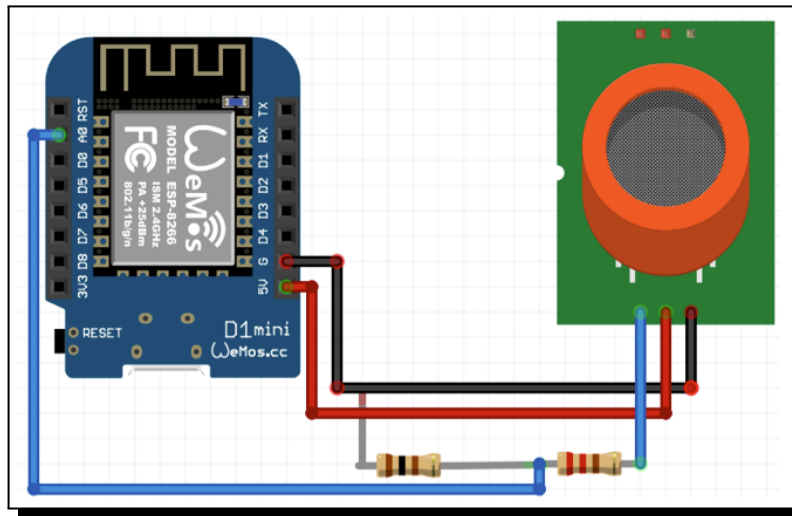 RST
A0
D0
D5
D6
D7
D8
3V3
TX
RX
D1
D2
D3
D4
G
5V
WeMos
MODEL ESP-8266
ISM 2.4GHz
PA +25dBm
802.11b/g/n
FC
RESET
D1mini
WeMos.cc